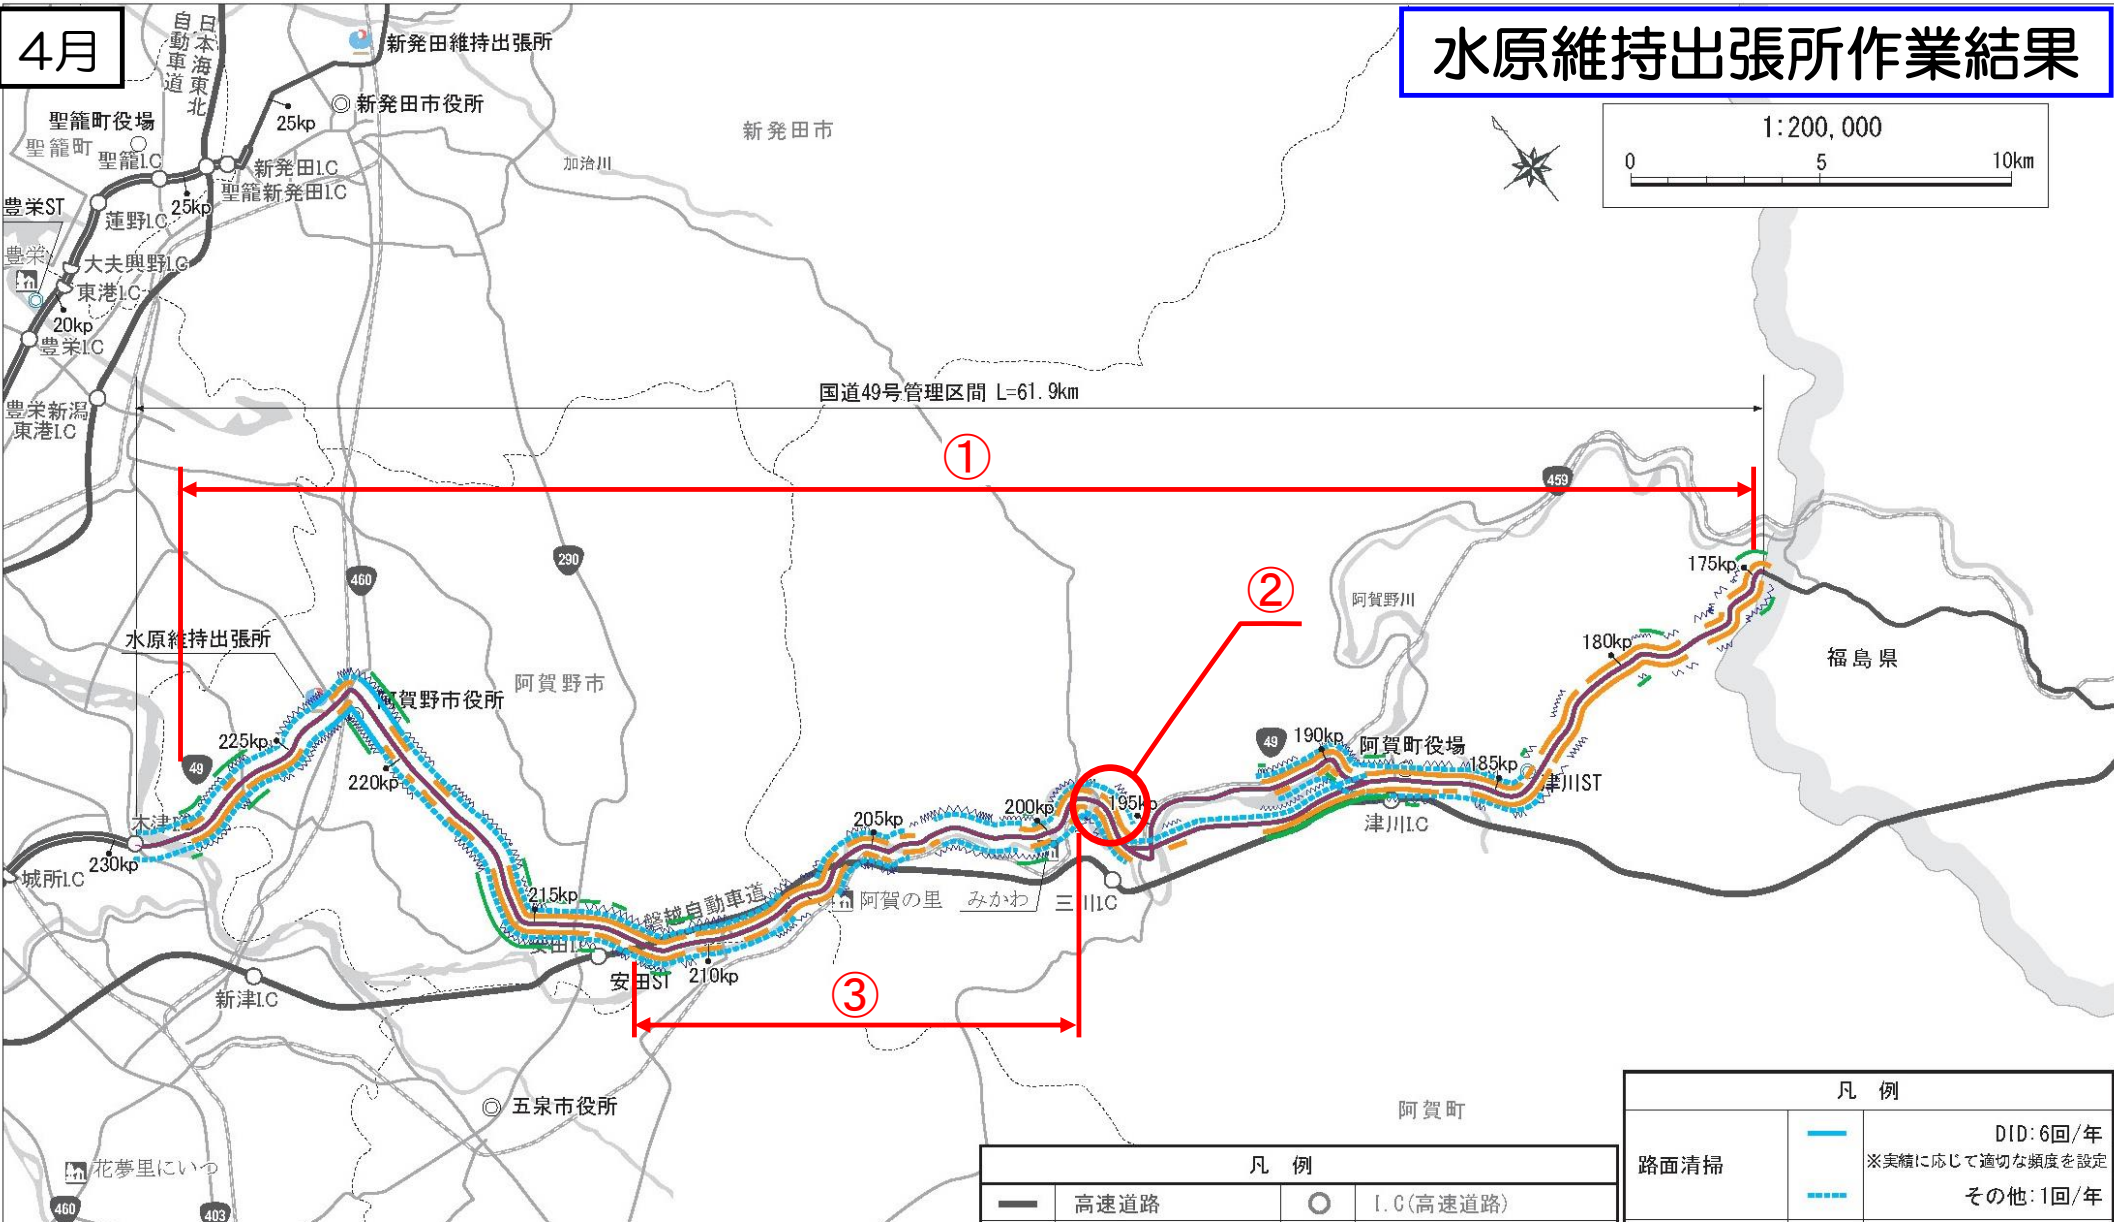 4月
水原維持出張所作業結果
1:200,000
0
5
10km
日本海東北
自動車道
新発田維持出張所
新発田市役所
25kp
聖籠町役場
聖籠町
聖籠I.C
新発田I.C
聖籠新発田I.C
25kp
新発田市
加治川
豊栄ST
蓮野I.C
豊栄
大夫興野I.C
東港I.C
20kp
豊栄I.C
豊栄新潟
東港I.C
国道49号管理区間 L=61.9km
①
459
290
460
②
175kp
阿賀野川
180kp
福島県
水原維持出張所
阿賀野市
阿賀野市役所
225kp
49
220kp
49
190kp
阿賀町役場
185kp
津川ST
200kp
195kp
205kp
津川I.C
木津I.C
230kp
城所I.C
215kp
磐越自動車道
阿賀の里
みかわ
三川I.C
安田I.C
安田ST
210kp
新津I.C
③
五泉市役所
阿賀町
花夢里にいつ
460
403
凡 例
高速道路
I.C(高速道路)
凡 例
路面清掃
DID:6回/年
※実績に応じて適切な頻度を設定
その他:1回/年